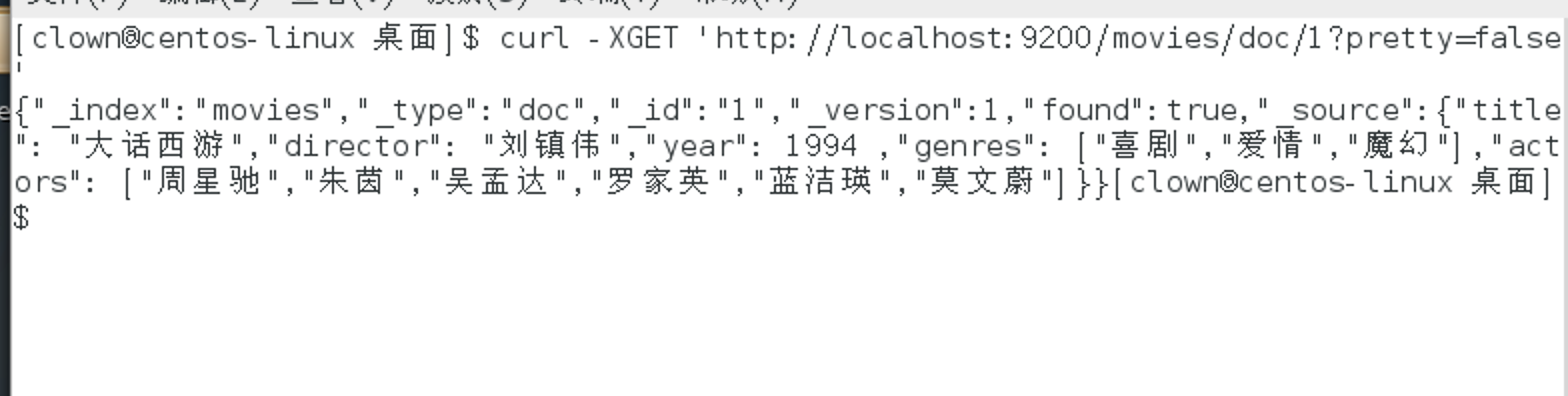 [clown@centos-linux 桌面]$ curl -XGET 'http://localhost:9200/movies/doc/1?pretty=false
'
{"_index":"movies","_type":"doc","_id":"1","_version":1,"found":true,"_source":{"title
": "大话西游","director": "刘镇伟","year": 1994 ,"genres": ["喜剧","爱情","魔幻"],"act
ors": ["周星驰","朱茵","吴孟达","罗家英","蓝洁瑛","莫文蔚"]}}[clown@centos-linux 桌面]
$